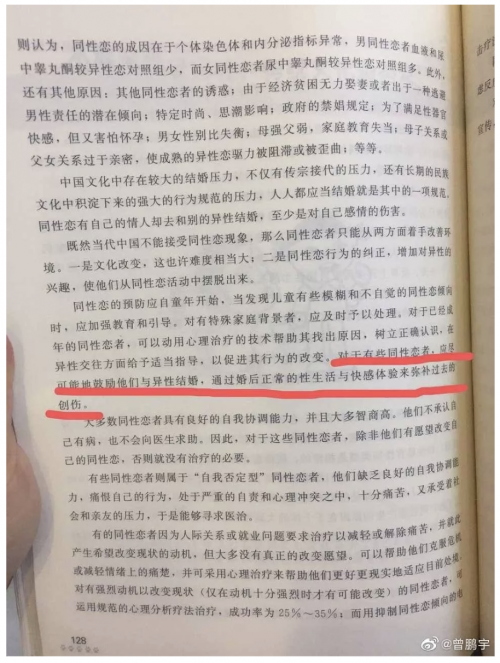 则认为，同性恋的成因在于个体染色体和内分泌指标异常，男同性恋者血液和尿
中睾丸酮较异性恋对照组少，而女同性恋者尿中睾丸酮较异性恋对照组多。此外，
还有其他原因：其他同性恋者的诱惑；由于经济贫困无力娶妻或者出于一种逃避
男性责任的潜在倾向；特定时尚、思潮影响；政府的禁娼规定；为了满足性器官
快感，但又害怕怀孕；男女性别比失衡；母强父弱，家庭教育失当；母子关系或
父女关系过于亲密，使成熟的异性恋驱力被阻滞或被歪曲；等等。
中国文化中存在较大的结婚压力，不仅有传宗接代的压力，还有长期的民族
文化中积淀下来的强大的行为规范的压力，人人都应当结婚就是其中的一项规范。
同性恋有自己的情人却去和别的异性结婚，至少是对自己感情的伤害。
既然当代中国不能接受同性恋现象，那么同性恋者只能从两方面着手改善环
境。一是文化改变，这也许难度相当大；二是同性恋行为的纠正，增加对异性的
兴趣，使他们从同性恋活动中摆脱出来。
同性恋的预防应自童年开始，当发现儿童有些模糊和不自觉的同性恋倾向
时，应加强教育和引导。对有特殊家庭背景者，应及时予以处理。对于已经成
年的同性恋者，可以动用心理治疗的技术帮助其找出原因，树立正确认识，在
异性交往方面给予适当指导，以促进其行为的改变。对于有些同性恋者，应尽
可能地鼓励他们与异性结婚，通过婚后正常的性生活与快感体验来弥补过去的
创伤。
大多数同性恋者具有良好的自我协调能力，并且大多智商高。他们不承认自
己有病，也不会向医生求助。因此，对于这些同性恋者，除非他们有愿望改变自
己的同性恋，否则就没有治疗的必要。
有些同性恋者则属于“自我否定型”同性恋者，他们缺乏良好的自我协调能
力，痛恨自己的行为，处于严重的自责和心理冲突之中，十分痛苦，又承受着社
会和亲友的压力，于是能够寻求医治。
有的同性恋者因为人际关系或就业问题要求治疗以减轻或解除痛苦，并就此
产生希望改变现状的动机，但大多没有真正的改变愿望。可以帮助他们克服危机
或减轻情绪上的痛楚，并可采用心理治疗来帮助他们更好更现实地适应目前处境。
对有强烈动机以改变现状（仅在动机十分强烈时才有可能改变）的同性恋者，可
运用规范的心理分析疗法治疗，成功率为25%～35%；而用抑制同性恋倾向的电
128
治疗过
虚反射
宣传，
@曾鹏宇